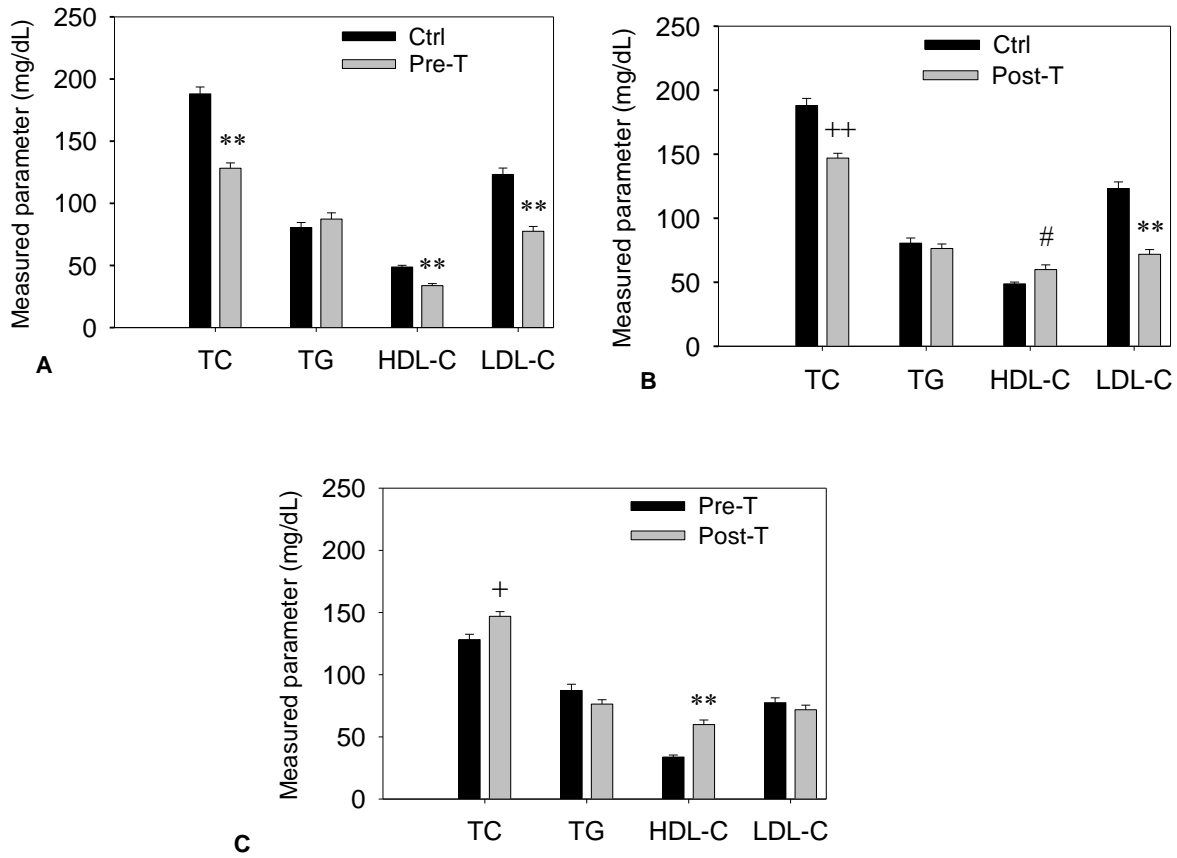 A
Measured parameter (mg/dL)
250
200
150
100
50
0
Ctrl
Pre-T
**
**
**
TC TG HDL-C LDL-C
B
Measured parameter (mg/dL)
250
200
150
100
50
0
Ctrl
Post-T
++
#
**
TC TG HDL-C LDL-C
Measured parameter (mg/dL)
250
200
150
100
50
0
Pre-T
Post-T
+
**
TC TG HDL-C LDL-C
C